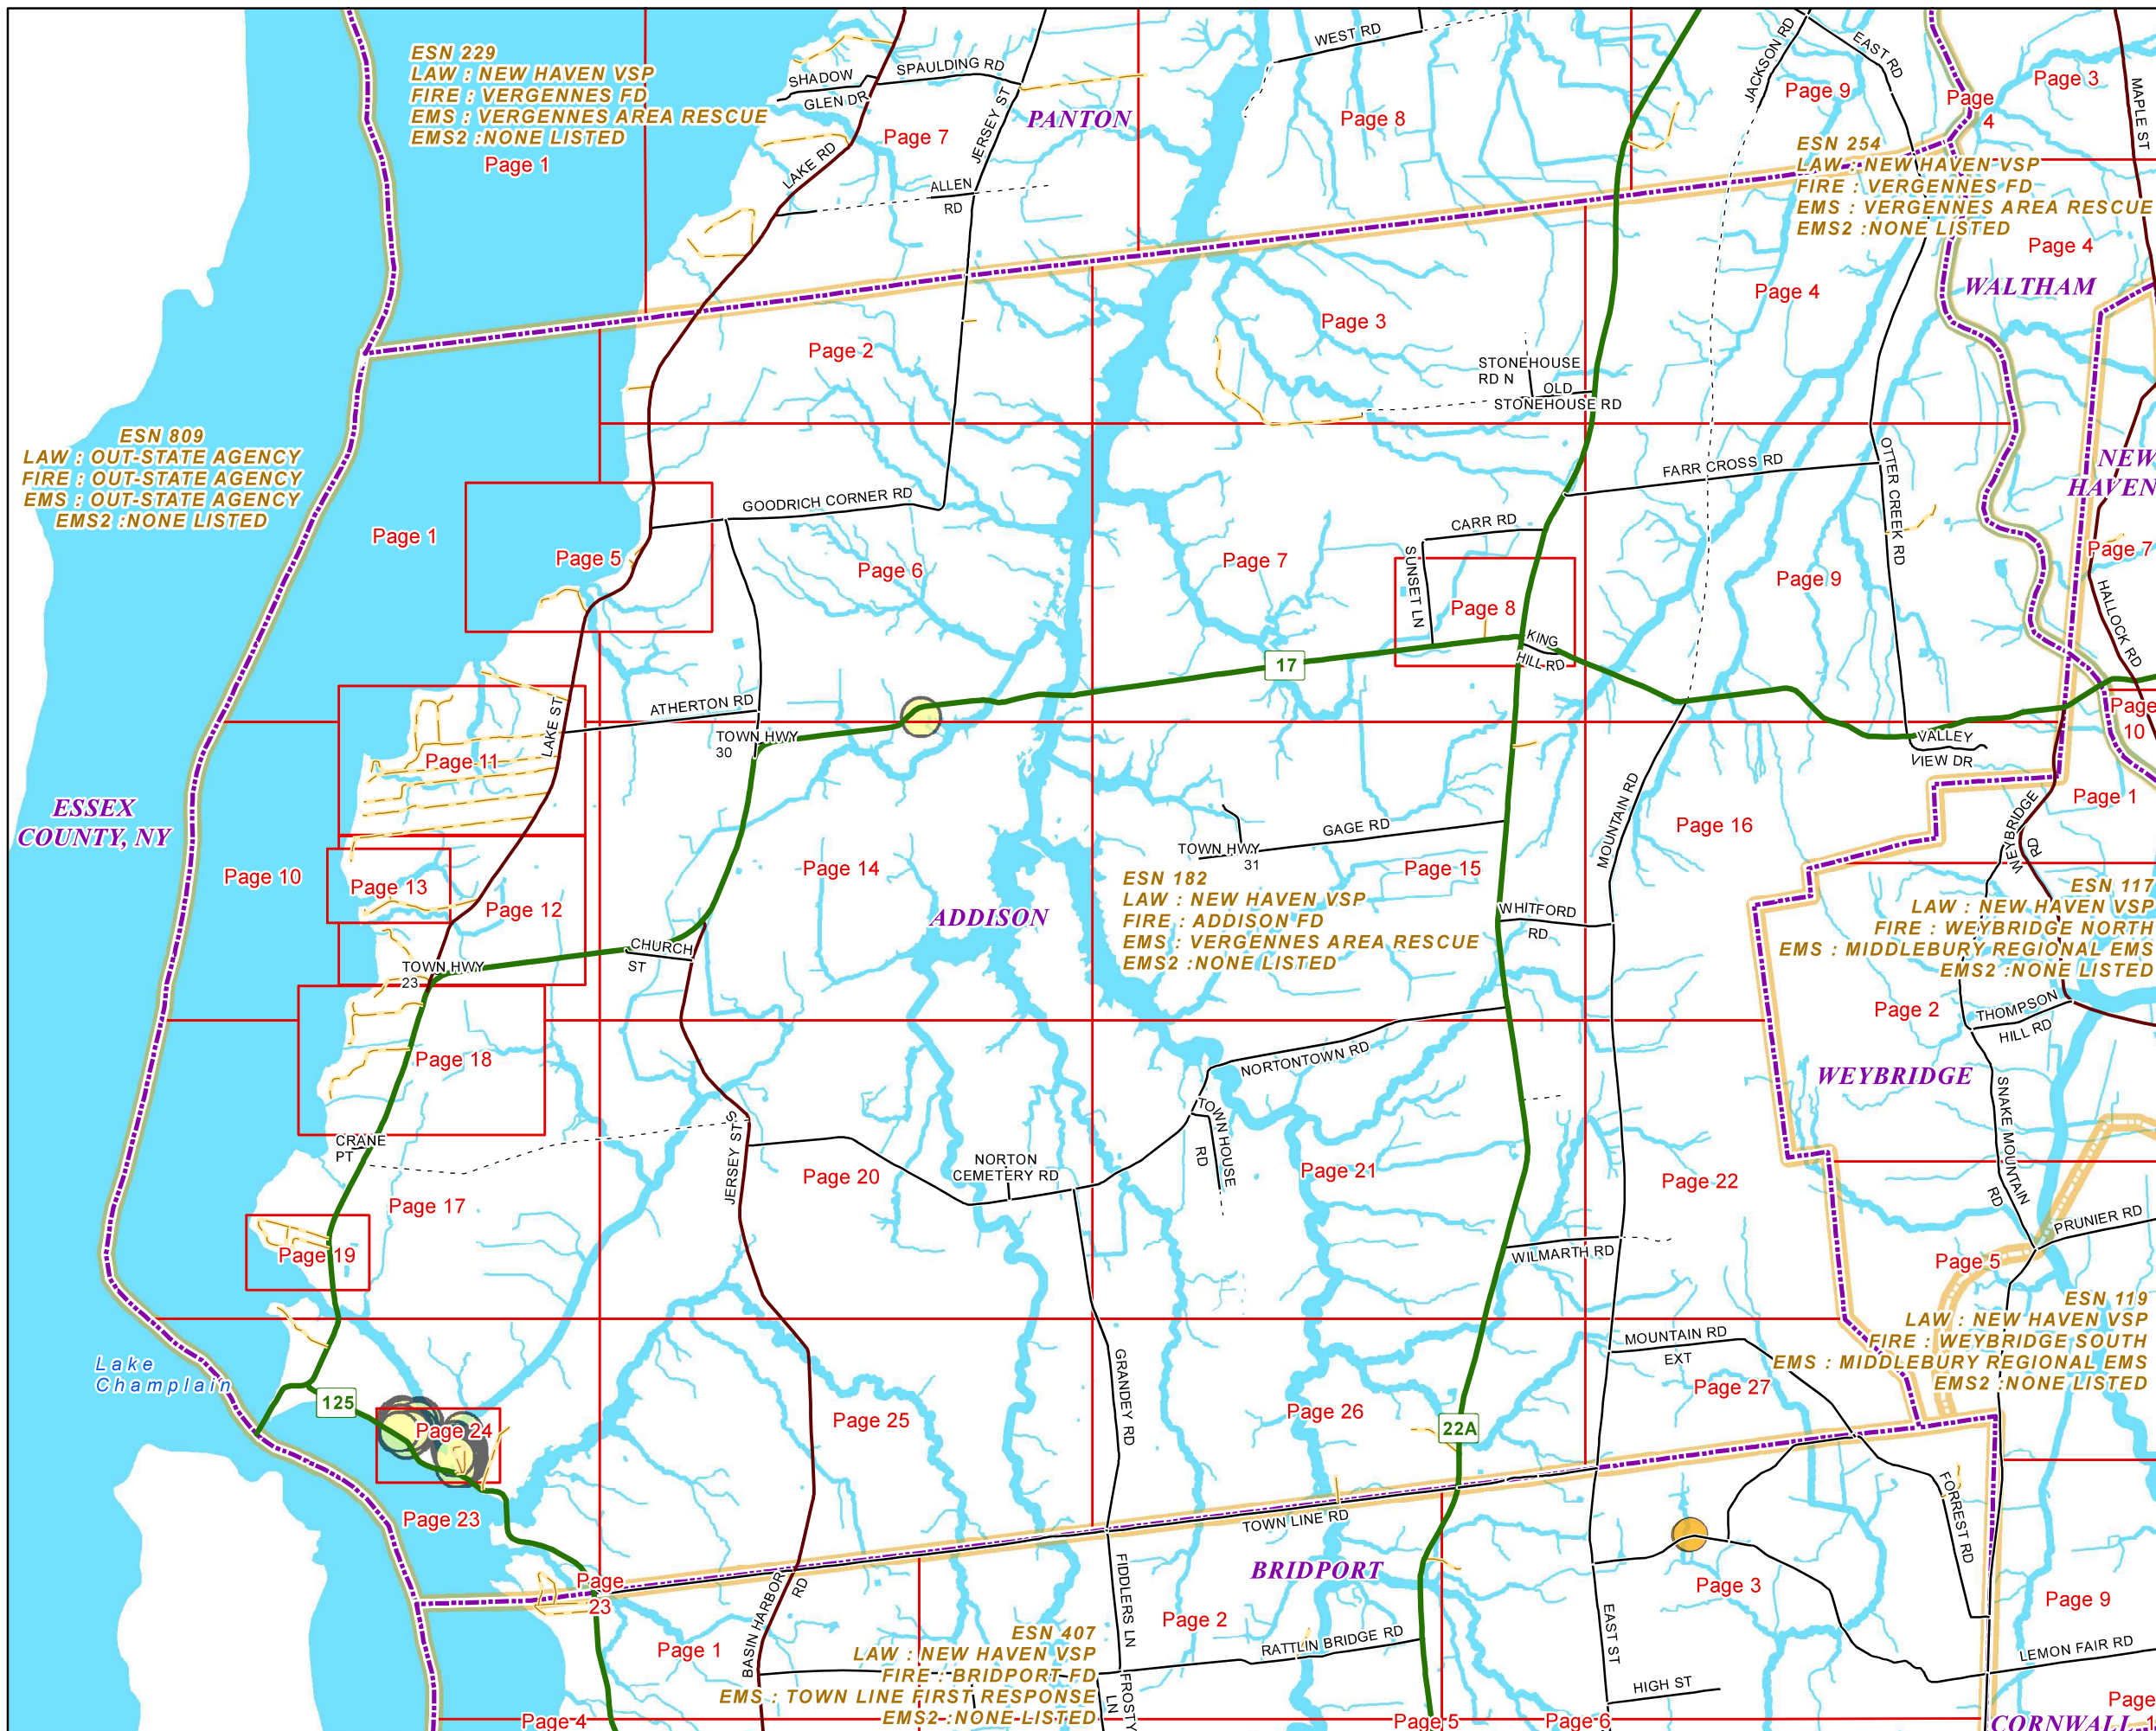 ESN 229
LAW : NEW HAVEN VSP
FIRE : VERGENNES FD
EMS : VERGENNES AREA RESCUE
EMS2 :NONE LISTED
Page 1
SHADOW
GLEN DR
SPAULDING RD
Page 7
JERSEY ST
PANTON
LAKE RD
ALLEN
RD
WEST RD
Page 8
JACKSON RD
EAST RD
Page 9
Page
4
Page 3
MAPLE ST
ESN 254
LAW : NEW HAVEN VSP
FIRE : VERGENNES FD
EMS : VERGENNES AREA RESCUE
EMS2 :NONE LISTED
Page 4
WALTHAM
Page 4
Page 3
Page 2
STONEHOUSE
RD N
OLD
STONEHOUSE RD
ESN 809
LAW : OUT-STATE AGENCY
FIRE : OUT-STATE AGENCY
EMS : OUT-STATE AGENCY
EMS2 :NONE LISTED
Page 1
Page 5
GOODRICH CORNER RD
Page 6
Page 7
CARR RD
SUNSET LN
Page 8
FARR CROSS RD
OTTER CREEK RD
Page 9
NEW
HAVEN
Page 7
HALLOCK RD
KING
HILL RD
17
ATHERTON RD
TOWN HWY
30
LAKE ST
Page 11
ESSEX
COUNTY, NY
Page 10
Page 13
Page 12
Page 14
ADDISON
TOWN HWY
31
GAGE RD
Page 15
MOUNTAIN RD
Page 16
VALLEY
VIEW DR
Page
10
Page 1
WEYBRIDGE
RD
ESN 182
LAW : NEW HAVEN VSP
FIRE : ADDISON FD
EMS : VERGENNES AREA RESCUE
EMS2 :NONE LISTED
WHITFORD
RD
ESN 117
LAW : NEW HAVEN VSP
FIRE : WEYBRIDGE NORTH
EMS : MIDDLEBURY REGIONAL EMS
EMS2 :NONE LISTED
CHURCH
ST
TOWN HWY
23
Page 18
Page 2
THOMPSON
HILL RD
WEYBRIDGE
SNAKE MOUNTAIN
RD
NORTONTOWN RD
TOWN HOUSE
RD
CRANE
PT
JERSEY ST S
NORTON
CEMETERY RD
Page 20
Page 21
Page 22
Page 17
Page 19
WILMARTH RD
PRUNIER RD
Page 5
ESN 119
LAW : NEW HAVEN VSP
FIRE : WEYBRIDGE SOUTH
EMS : MIDDLEBURY REGIONAL EMS
EMS2 :NONE LISTED
Lake
Champlain
125
Page 24
Page 25
GRANDEY RD
Page 26
22A
MOUNTAIN RD
EXT
Page 27
Page 23
TOWN LINE RD
FORREST RD
BRIDPORT
Page
23
BASIN HARBOR
RD
FIDDLERS LN
Page 2
Page 3
Page 9
Page 1
ESN 407
LAW : NEW HAVEN VSP
FIRE : BRIDPORT FD
EMS : TOWN LINE FIRST RESPONSE
EMS2 :NONE LISTED
RATTLIN BRIDGE RD
EAST ST
HIGH ST
LEMON FAIR RD
FROSTY
LN
Page 4
Page 5
Page 6
Page
CORNWALL